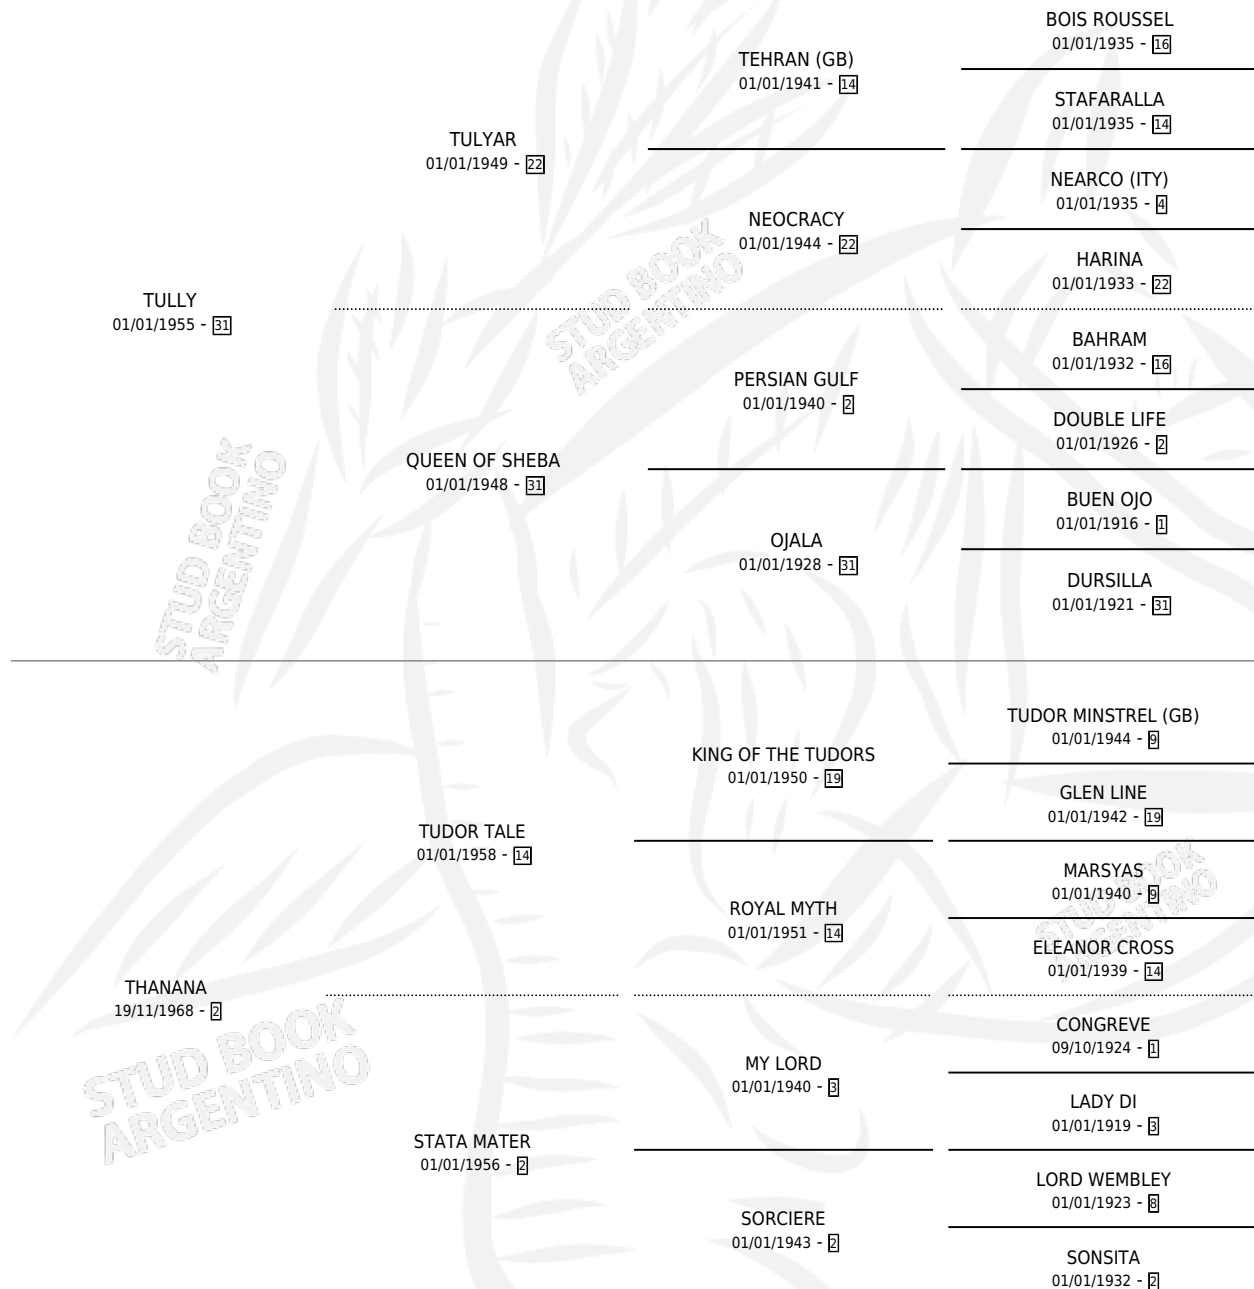 BOIS ROUSSEL
01/01/1935 - 16
TEHRAN (GB)
01/01/1941 - 14
STAFARALLA
01/01/1935 - 14
TULYAR
01/01/1949 - 22
NEARCO (ITY)
01/01/1935 - 4
NEOCRACY
01/01/1944 - 22
HARINA
01/01/1933 - 22
TULLY
01/01/1955 - 31
BAHRAM
01/01/1932 - 16
PERSIAN GULF
01/01/1940 - 2
DOUBLE LIFE
01/01/1926 - 2
QUEEN OF SHEBA
01/01/1948 - 31
BUEN OJO
01/01/1916 - 1
OJALA
01/01/1928 - 31
DURSILLA
01/01/1921 - 31
TUDOR MINSTREL (GB)
01/01/1944 - 9
KING OF THE TUDORS
01/01/1950 - 19
GLEN LINE
01/01/1942 - 19
TUDOR TALE
01/01/1958 - 14
MARSYAS
01/01/1940 - 9
ROYAL MYTH
01/01/1951 - 14
ELEANOR CROSS
01/01/1939 - 14
THANANA
19/11/1968 - 2
CONGREVE
09/10/1924 - 1
MY LORD
01/01/1940 - 3
LADY DI
01/01/1919 - 3
STATA MATER
01/01/1956 - 2
LORD WEMBLEY
01/01/1923 - 8
SORCIERE
01/01/1943 - 2
SONSITA
01/01/1932 - 2
STUD BOOK
ARGENTINO
STUD BOOK
ARGENTINO
STUD BOOK
ARGENTINO
STUD BOOK
ARGENTINO